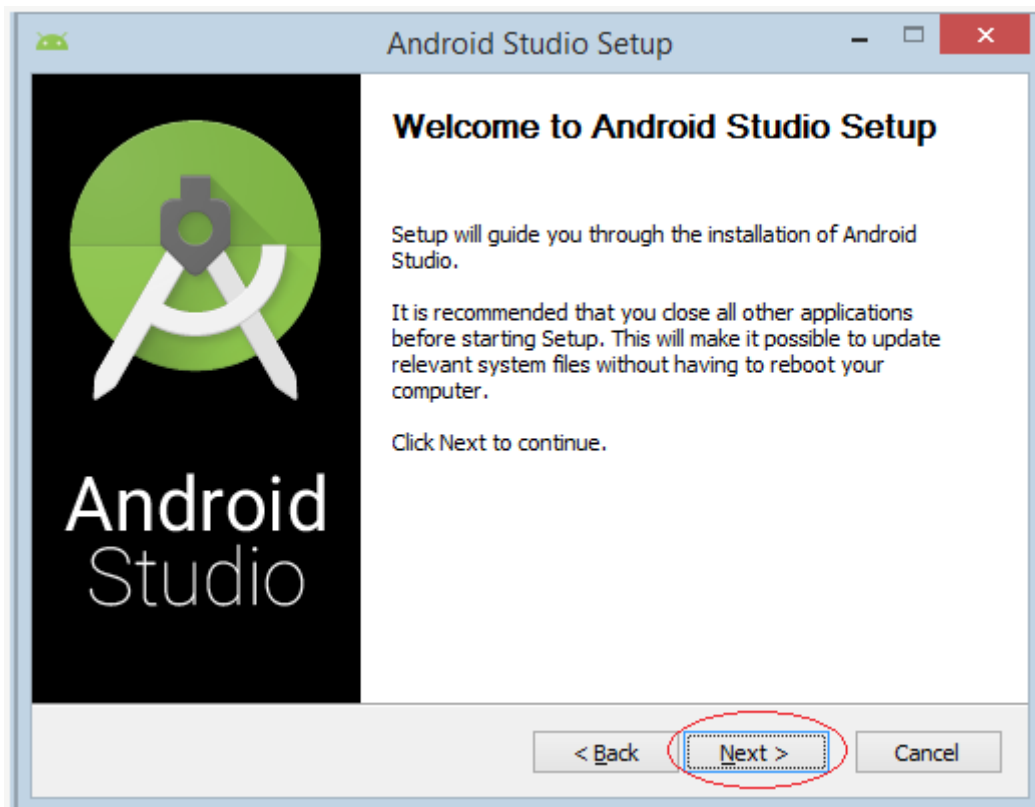 Android Studio Setup
Welcome to Android Studio Setup
Setup will guide you through the installation of Android
Studio.
It is recommended that you close all other applications
before starting Setup. This will make it possible to update
relevant system files without having to reboot your
computer.
Click Next to continue.
Android
Studio
< Back
Next >
Cancel